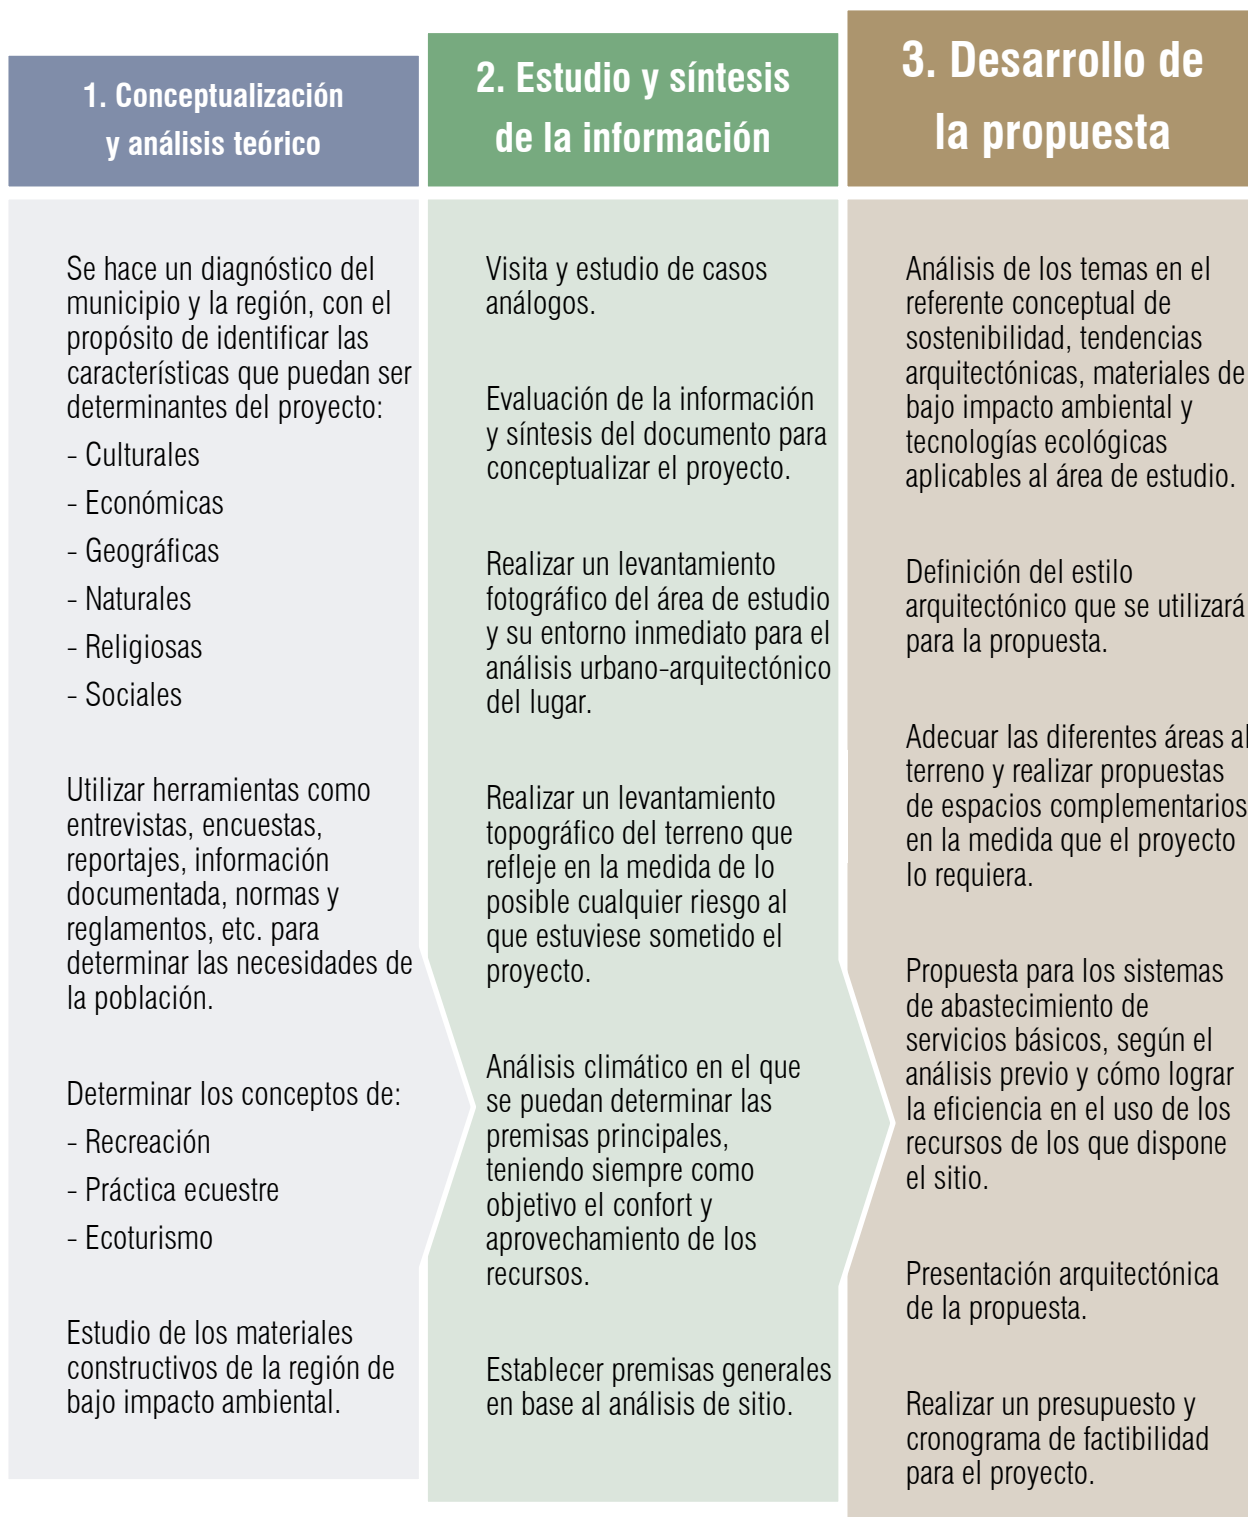 1. Conceptualización
y análisis teórico
Se hace un diagnóstico del
municipio y la región, con el
propósito de identificar las
características que puedan ser
determinantes del proyecto:
- Culturales
- Económicas
- Geográficas
- Naturales
- Religiosas
- Sociales
Utilizar herramientas como
entrevistas, encuestas,
reportajes, información
documentada, normas y
reglamentos, etc. para
determinar las necesidades de
la población.
Determinar los conceptos de:
- Recreación
- Práctica ecuestre
- Ecoturismo
Estudio de los materiales
constructivos de la región de
bajo impacto ambiental.
2. Estudio y síntesis
de la información
Visita y estudio de casos
análogos.
Evaluación de la información
y síntesis del documento para
conceptualizar el proyecto.
Realizar un levantamiento
fotográfico del área de estudio
y su entorno inmediato para el
análisis urbano-arquitectónico
del lugar.
Realizar un levantamiento
topográfico del terreno que
refleje en la medida de lo
posible cualquier riesgo al
que estuviese sometido el
proyecto.
Análisis climático en el que
se puedan determinar las
premisas principales,
teniendo siempre como
objetivo el confort y
aprovechamiento de los
recursos.
Establecer premisas generales
en base al análisis de sitio.
3. Desarrollo de
la propuesta
Análisis de los temas en el
referente conceptual de
sostenibilidad, tendencias
arquitectónicas, materiales de
bajo impacto ambiental y
tecnologías ecológicas
aplicables al área de estudio.
Definición del estilo
arquitectónico que se utilizará
para la propuesta.
Adecuar las diferentes áreas al
terreno y realizar propuestas
de espacios complementarios
en la medida que el proyecto
lo requiera.
Propuesta para los sistemas
de abastecimiento de
servicios básicos, según el
análisis previo y cómo lograr
la eficiencia en el uso de los
recursos de los que dispone
el sitio.
Presentación arquitectónica
de la propuesta.
Realizar un presupuesto y
cronograma de factibilidad
para el proyecto.